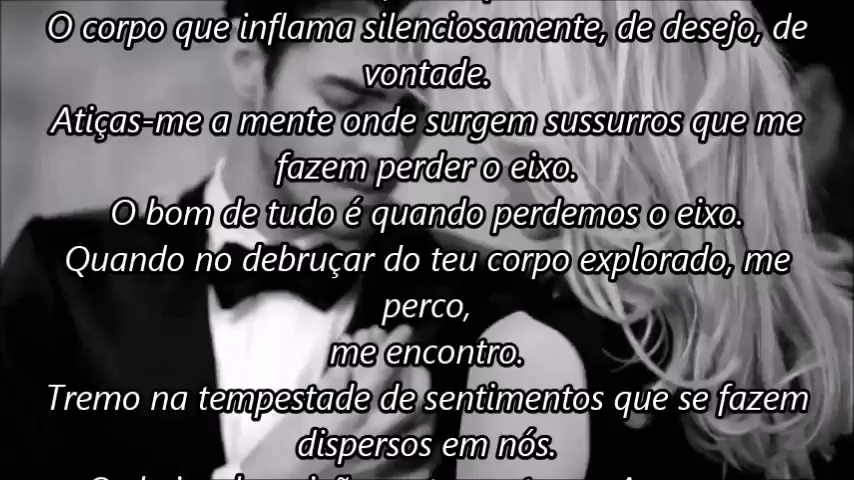 O corpo que inflama silenciosamente, de desejo, de
vontade.
Atiças-me a mente onde surgem sussurros que me
fazem perder o eixo.
O bom de tudo é quando perdemos o eixo.
Quando no debruçar do teu corpo explorado, me
perco,
me encontro.
Tremo na tempestade de sentimentos que se fazem
dispersos em nós.